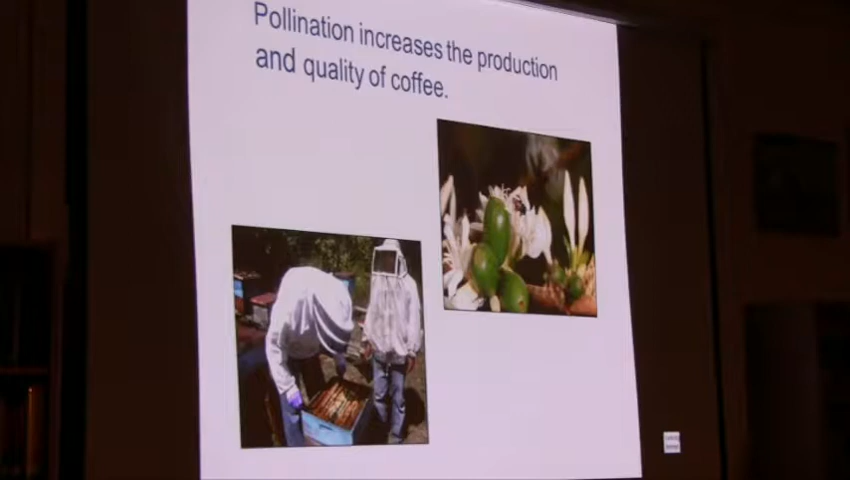 Pollination increases the production
and quality of coffee.